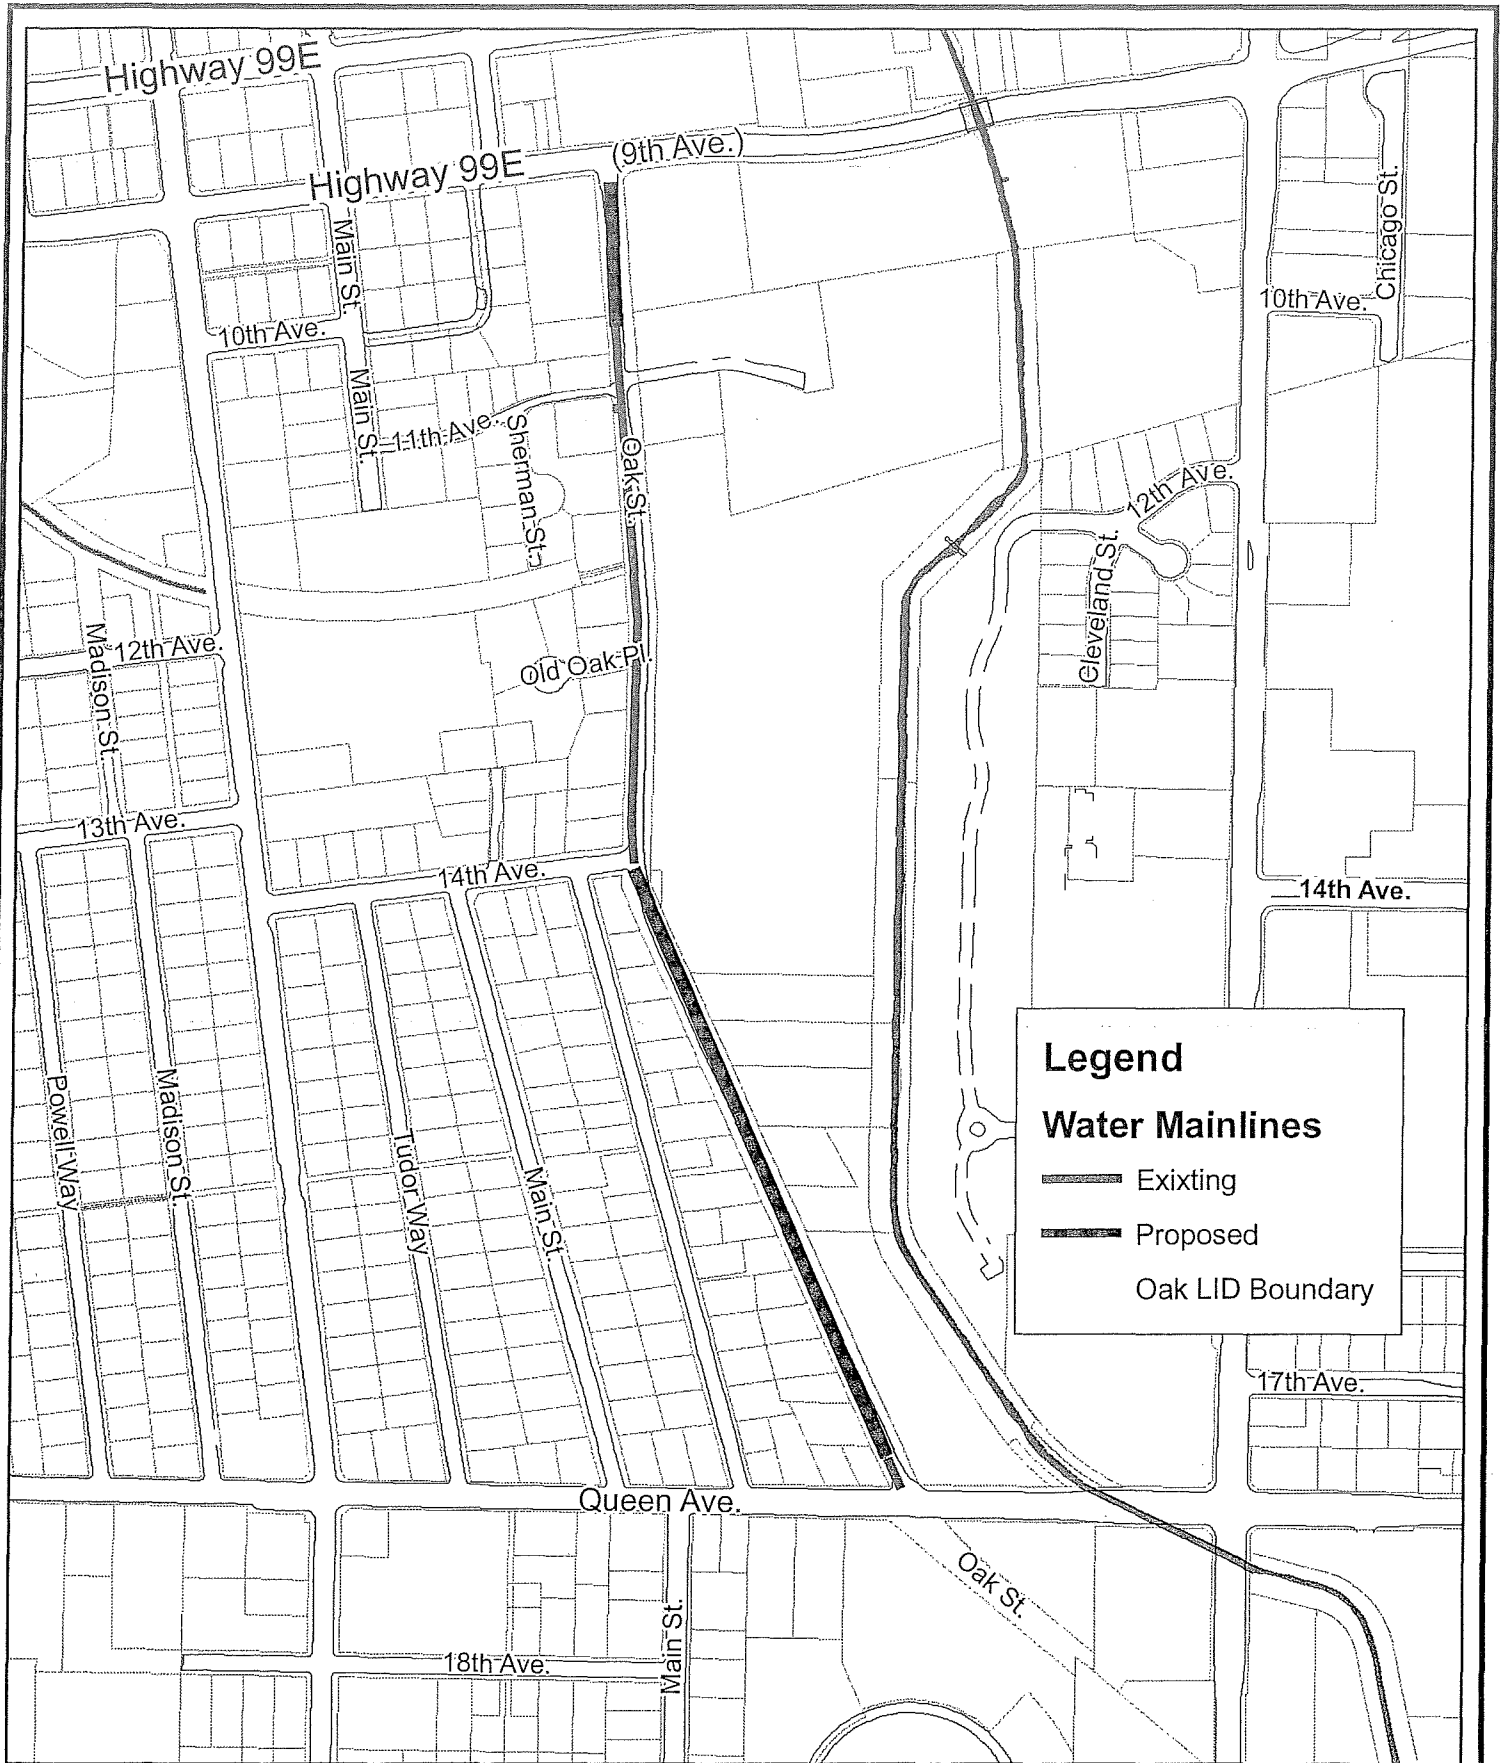 Highway 99E
(9th Ave.)
Highway 99E
Main St.
Chicago St.
10th Ave.
10th Ave.
Main St.
11th Ave.
Sherman St.
Oak St.
12th Ave.
Cleveland St.
12th Ave.
Madison St.
Old Oak Pl.
13th Ave.
14th Ave.
14th Ave.
Powell Way
Madison St.
Tudor Way
Main St.
Legend
Water Mainlines
Exixting
Proposed
Oak LID Boundary
17th Ave.
Queen Ave.
Oak St.
Main St.
18th Ave.